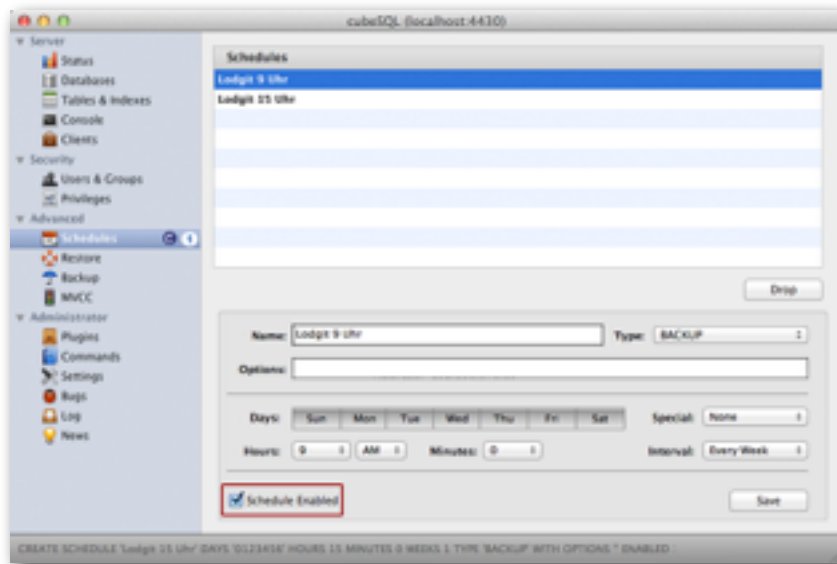 cubeSQL (localhost:4430)
Server
Status
Databases
Tables & Indexes
Console
Clients
Security
Users & Groups
Privileges
Advanced
Schedules
Restore
Backup
MVCC
Administrator
Plugins
Commands
Settings
Bugs
Log
News
Schedules
Lodgit 9 Uhr
Lodgit 15 Uhr
Drop
Name: Lodgit 9 Uhr Type: BACKUP
Options:
Days: Sun Mon Tue Wed Thu Fri Sat Special: None
Hours: 9 AM Minutes: 0 Interval: Every Week
Schedule Enabled Save
CREATE SCHEDULE 'Lodgit 15 Uhr' DAYS '0123456' HOURS 15 MINUTES 0 WEEKS 1 TYPE 'BACKUP' WITH OPTIONS '' ENABLED